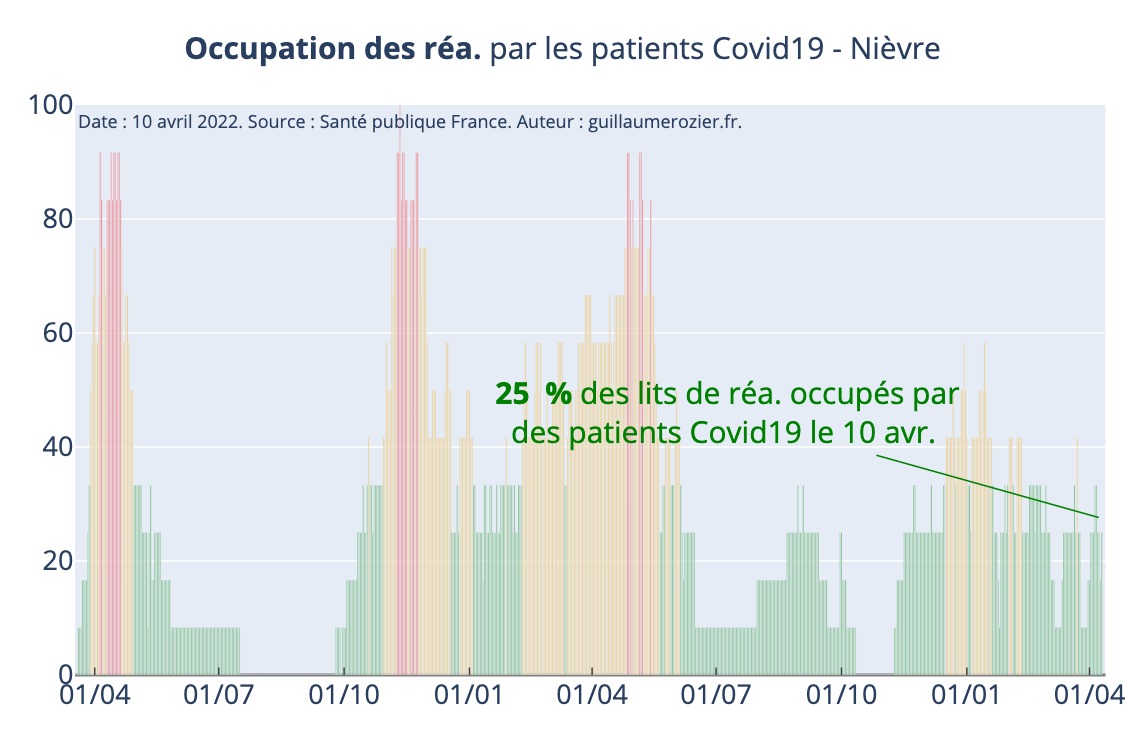 Occupation des réa. par les patients Covid19 - Nièvre
100
Date : 10 avril 2022. Source : Santé publique France. Auteur : guillaumerozier.fr.
80
60
25 % des lits de réa. occupés par
des patients Covid19 le 10 avr.
40
20
0
01/04 01/07 01/10 01/01 01/04 01/07 01/10 01/01 01/04